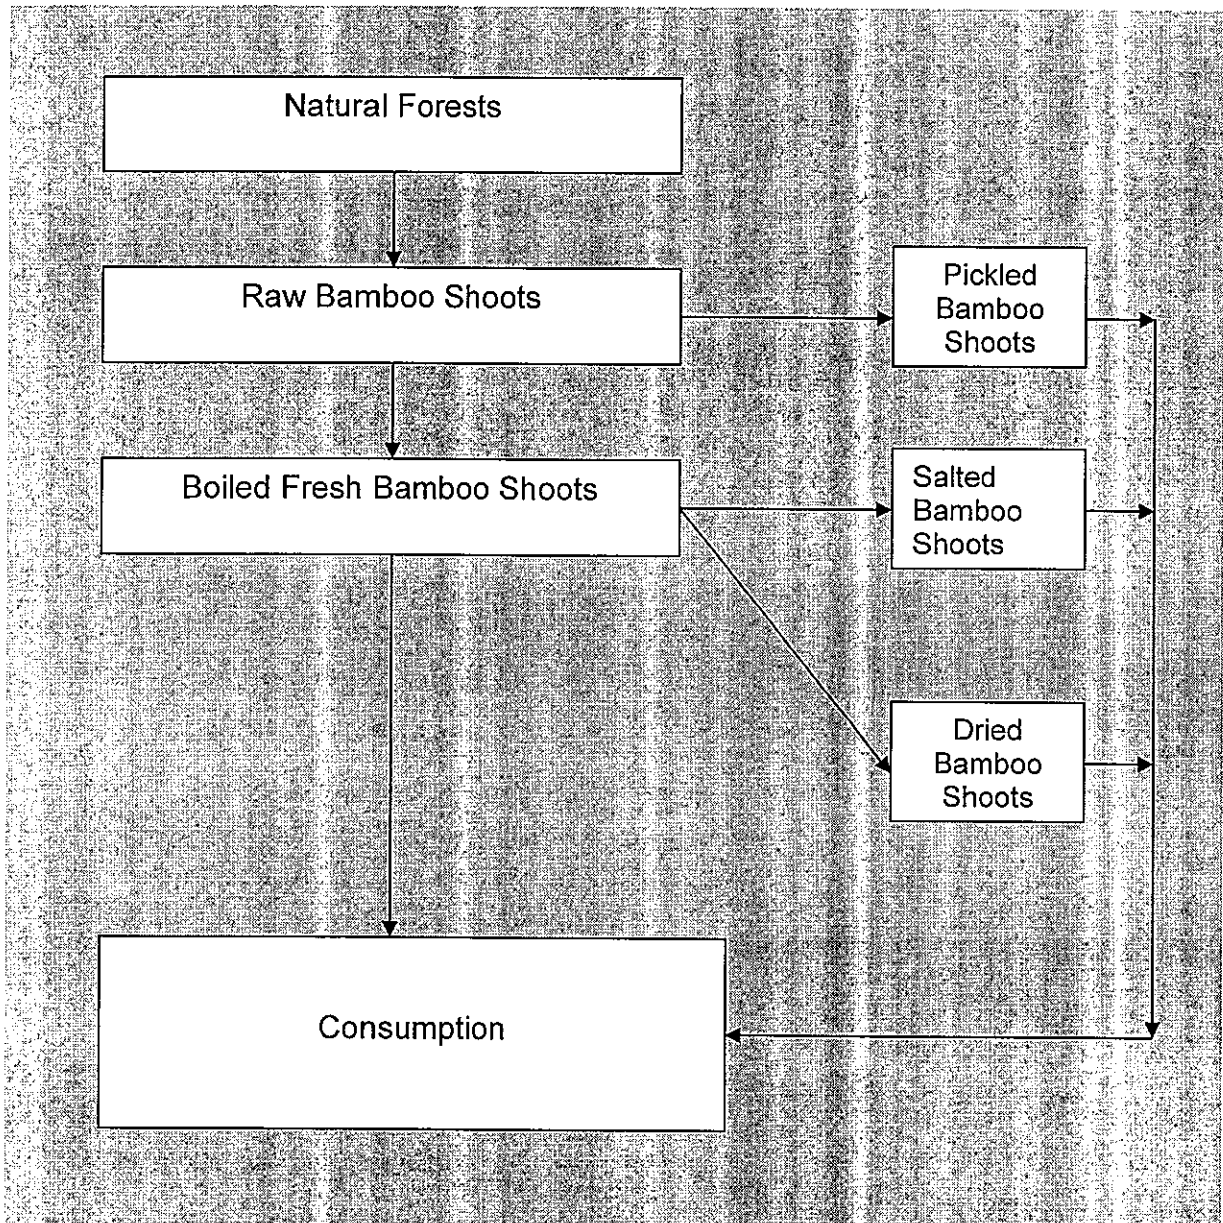 Natural Forests
Raw Bamboo Shoots
Pickled
Bamboo
Shoots
Boiled Fresh Bamboo Shoots
Salted
Bamboo
Shoots
Dried
Bamboo
Shoots
Consumption